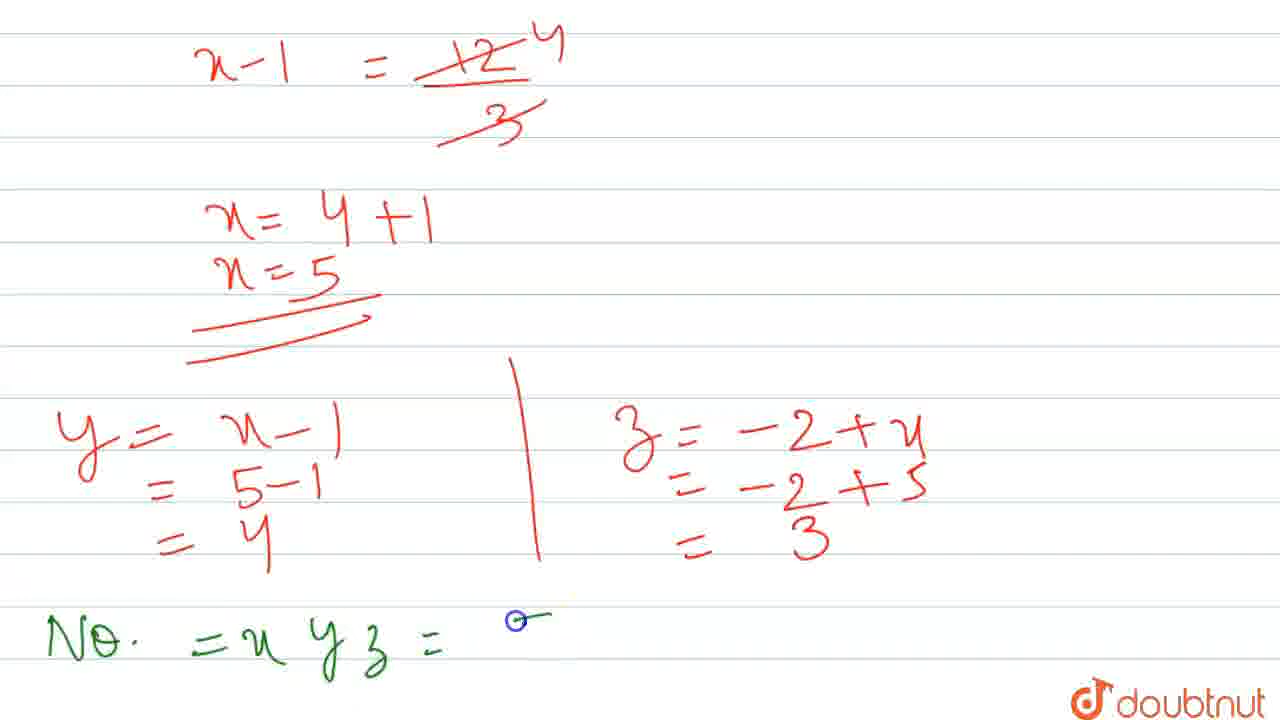 x - 1 = 12/3 4
x = 4 + 1
x = 5
y = x - 1
= 5 - 1
= 4
z = -2 + x
= -2 + 5
= 3
No. = x y z =
doubtnut